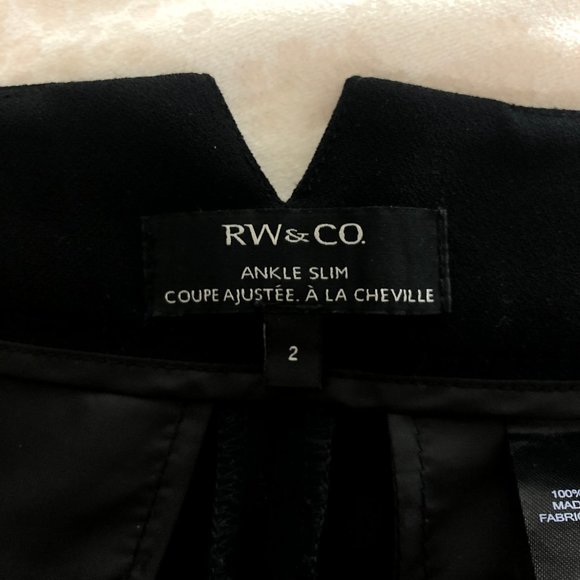 RW&CO.
ANKLE SLIM
COUPE AJUSTÉE. À LA CHEVILLE
2
100%
MAD
FABRIC